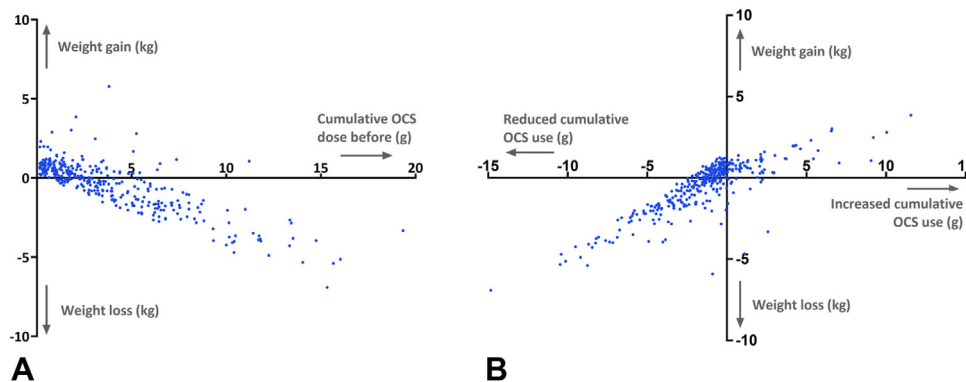 10
Weight gain (kg)
5
Cumulative OCS
dose before (g)
0
0
5
10
15
20
-5
Weight loss (kg)
-10
A
10
Weight gain (kg)
5
Reduced cumulative
OCS use (g)
-15
-10
-5
0
5
10
1
Increased cumulative
OCS use (g)
-5
Weight loss (kg)
-10
B